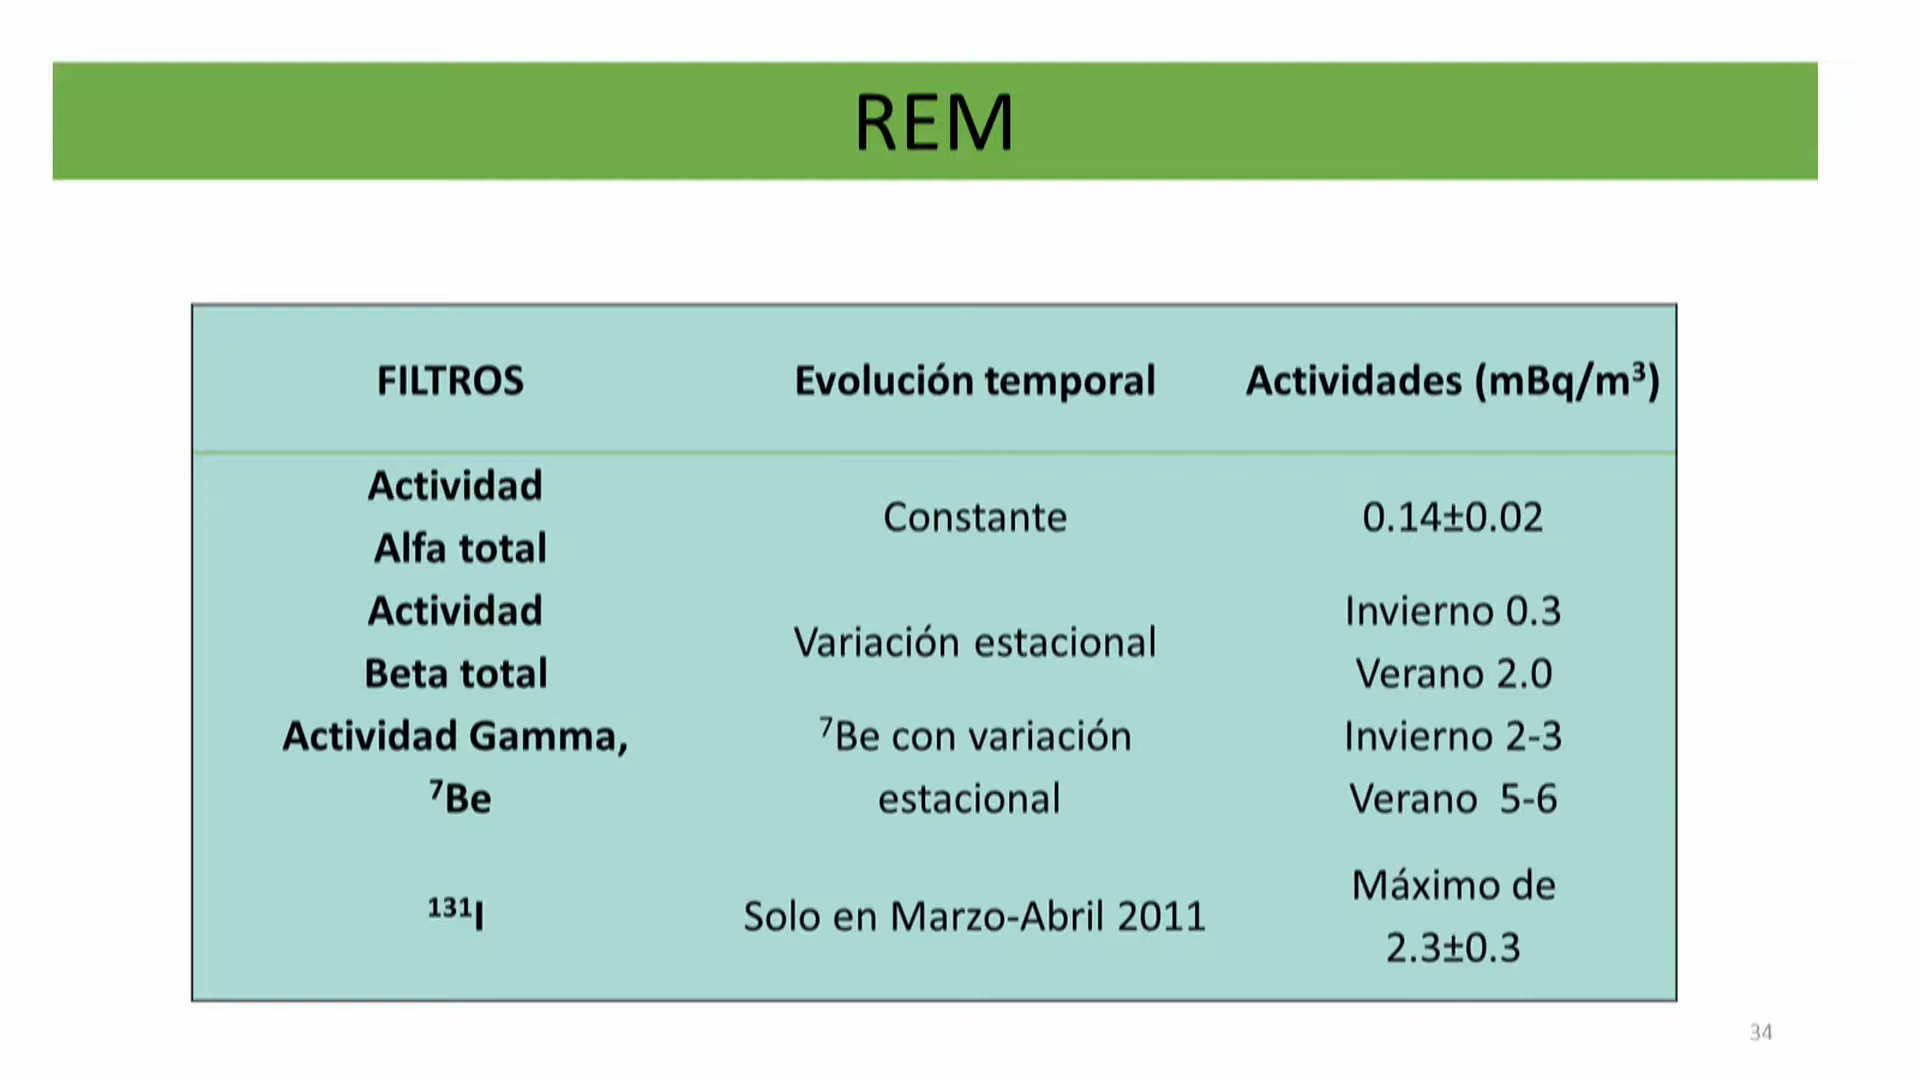 REM
FILTROS Evolución temporal Actividades (mBq/m³)
Actividad
Alfa total
Constante 0.14±0.02
Actividad
Beta total
Variación estacional
Invierno 0.3
Verano 2.0
Actividad Gamma,
⁷Be
⁷Be con variación
estacional
Invierno 2-3
Verano 5-6
¹³¹I
Solo en Marzo-Abril 2011
Máximo de
2.3±0.3
34